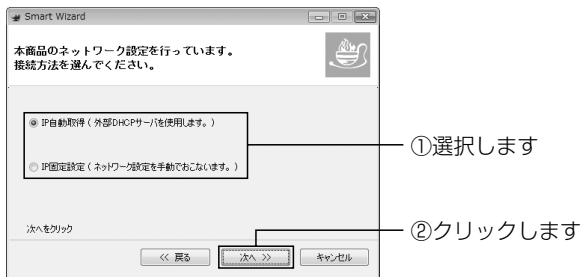 Smart Wizard
本商品のネットワーク設定を行っています。
接続方法を選んでください。
IP自動取得 ( 外部DHCPサーバを使用します。)
①選択します
IP固定設定 ( ネットワーク設定を手動でおこないます。)
次へをクリック
②クリックします
<< 戻る
次へ >>
キャンセル